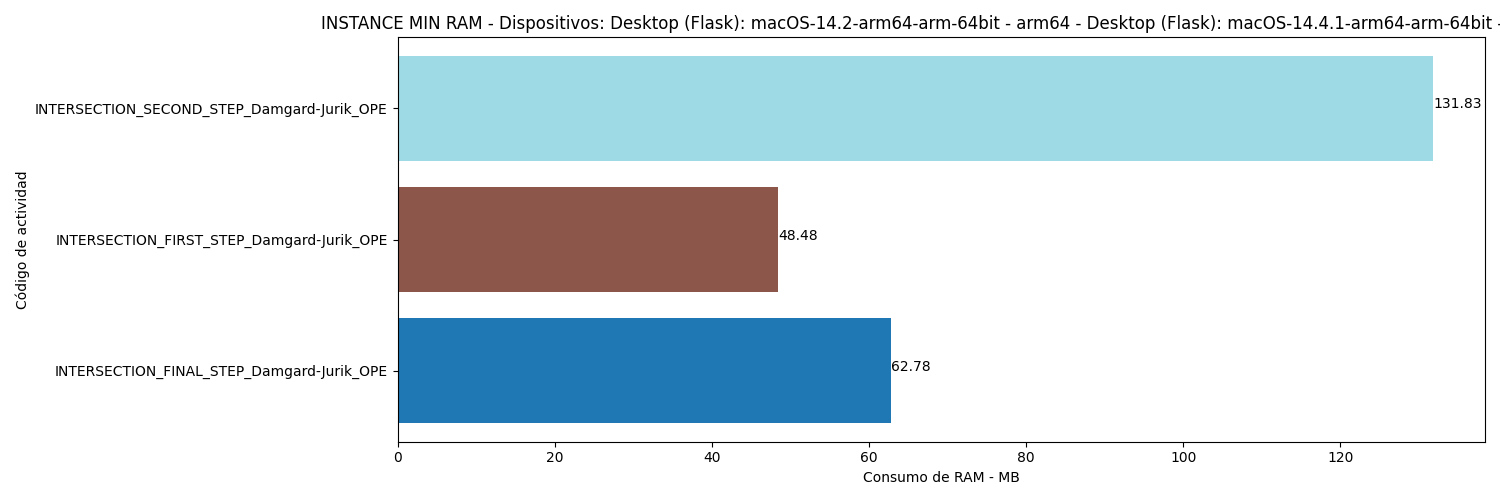 INSTANCE MIN RAM - Dispositivos: Desktop (Flask): macOS-14.2-arm64-arm-64bit - arm64 - Desktop (Flask): macOS-14.4.1-arm64-arm-64bit -
INTERSECTION_SECOND_STEP_Damgard-Jurik_OPE
131.83
INTERSECTION_FIRST_STEP_Damgard-Jurik_OPE
48.48
INTERSECTION_FINAL_STEP_Damgard-Jurik_OPE
62.78
Código de actividad
0 20 40 60 80 100 120
Consumo de RAM - MB